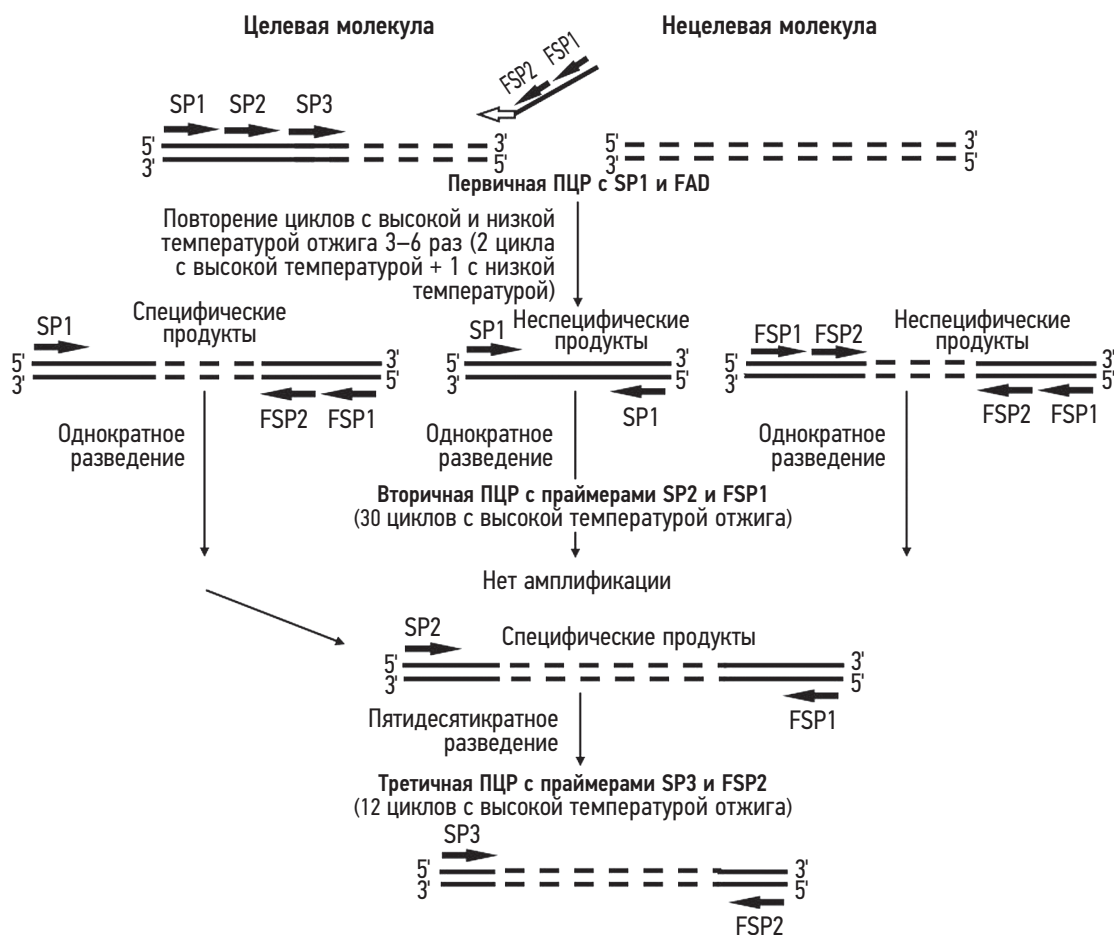 Целевая молекула
Нецелевая молекула
FSP2 FSP1
SP1 SP2 SP3
5' 3' 5' 3'
3' 5' 3' 5'
Первичная ПЦР с SP1 и FAD
Повторение циклов с высокой и низкой
температурой отжига 3–6 раз (2 цикла
с высокой температурой + 1 с низкой
температурой)
Специфические
продукты
SP1
5' 3'
3' 5'
FSP2 FSP1
Неспецифические
продукты
SP1
5' 3'
3' 5'
SP1
Неспецифические
продукты
FSP1 FSP2
5' 3'
3' 5'
FSP2 FSP1
Однократное
разведение
Однократное
разведение
Однократное
разведение
Вторичная ПЦР с праймерами SP2 и FSP1
(30 циклов с высокой температурой отжига)
Нет амплификации
SP2
Специфические продукты
5' 3'
3' 5'
FSP1
Пятидесятикратное
разведение
Третичная ПЦР с праймерами SP3 и FSP2
(12 циклов с высокой температурой отжига)
SP3
5' 3'
3' 5'
FSP2